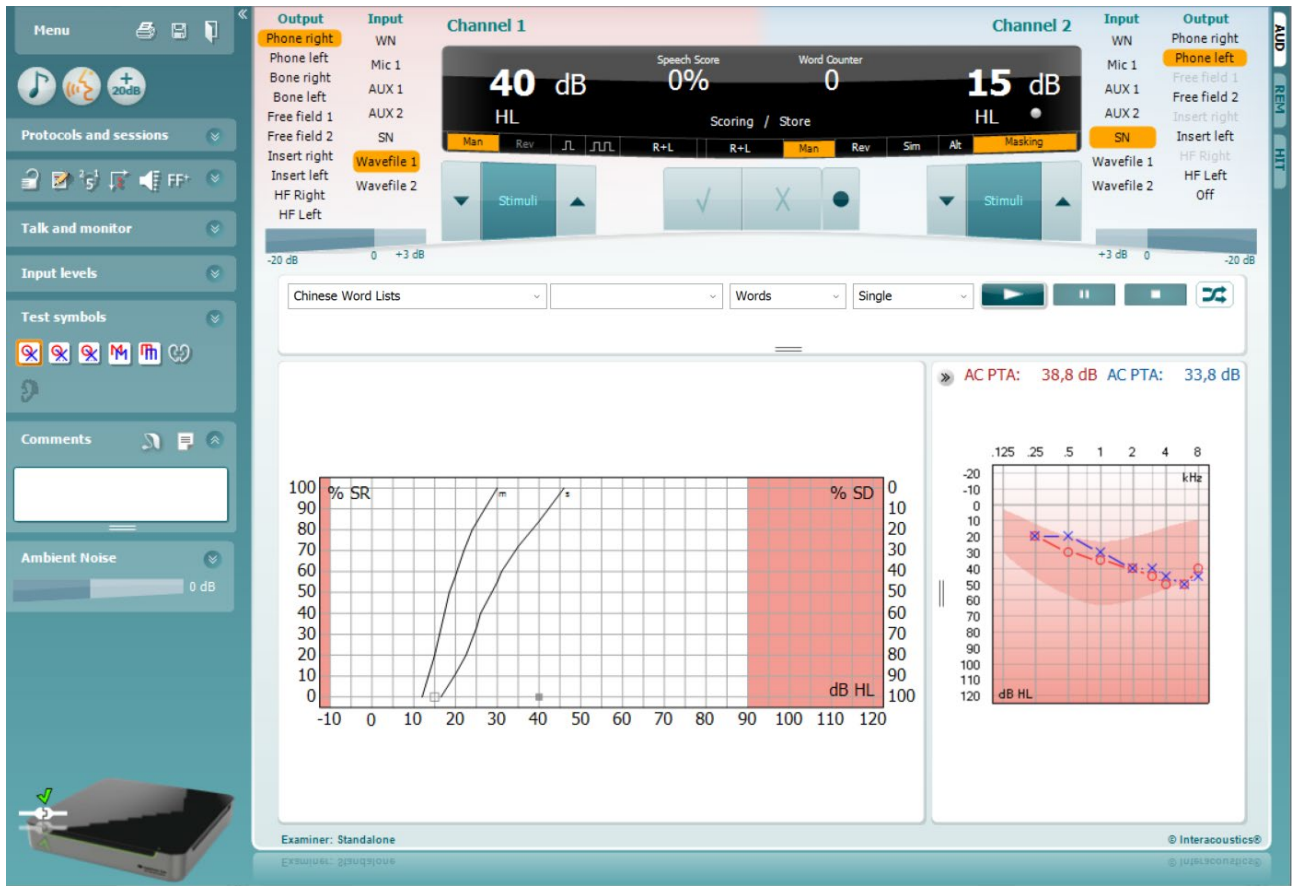 Menu
Protocols and sessions
Talk and monitor
Input levels
Test symbols
Comments
Ambient Noise
0 dB
20dB
FF+
Output
Phone right
Phone left
Bone right
Bone left
Free field 1
Free field 2
Insert right
Insert left
HF Right
HF Left
Input
WN
Mic 1
AUX 1
AUX 2
SN
Wavefile 1
Wavefile 2
-20 dB 0 +3 dB
Channel 1
40 dB
HL
Speech Score
0%
Word Counter
0
Scoring / Store
Channel 2
15 dB
HL
Man Rev R+L R+L Man Rev Sim Alt Masking
Stimuli
Stimuli
Input
WN
Mic 1
AUX 1
AUX 2
SN
Wavefile 1
Wavefile 2
Output
Phone right
Phone left
Free field 1
Free field 2
Insert right
Insert left
HF Right
HF Left
Off
+3 dB 0 -20 dB
AUD
REM
HIT
Chinese Word Lists Words Single
% SR
% SD
m
s
100 0
90 10
80 20
70 30
60 40
50 50
40 60
30 70
20 80
10 90
0 100
dB HL
-10 0 10 20 30 40 50 60 70 80 90 100 110 120
AC PTA: 38,8 dB AC PTA: 33,8 dB
.125 .25 .5 1 2 4 8
kHz
-20
-10
0
10
20
30
40
50
60
70
80
90
100
110
120
dB HL
Examiner: Standalone
© Interacoustics®